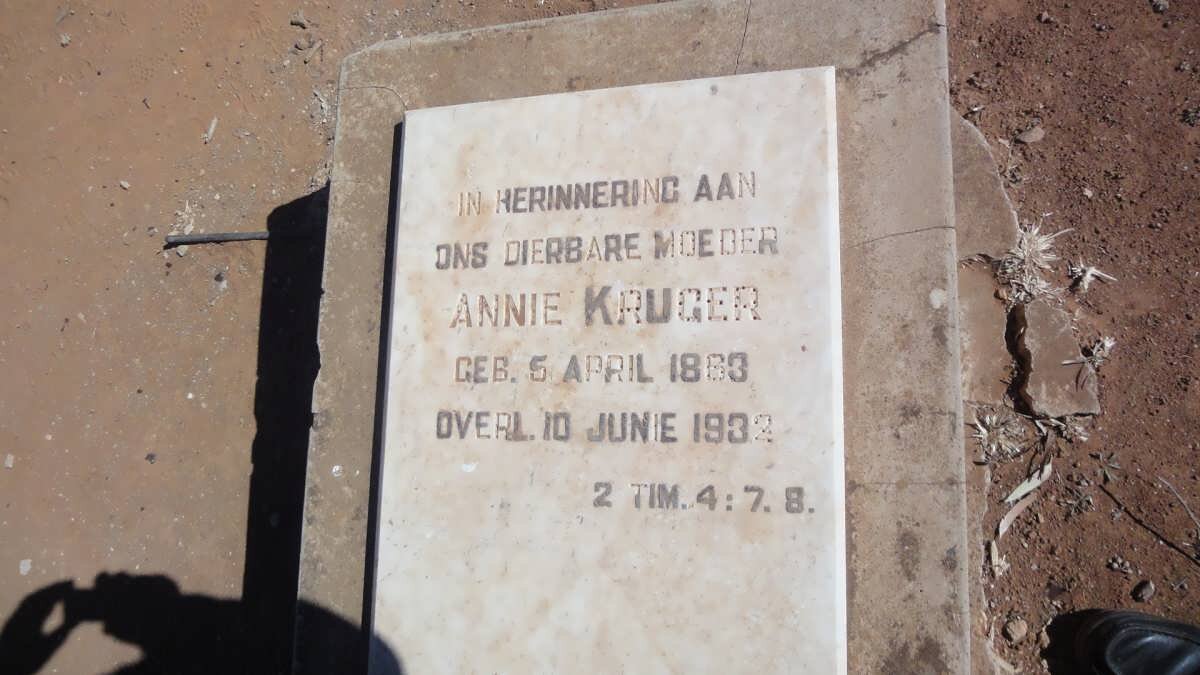 IN HERINNERING AAN
ONS DIERBARE MOEDER
ANNIE KRUGER
GEB. 5 APRIL 1863
OVERL. 10 JUNIE 1932
2 TIM. 4:7.8.